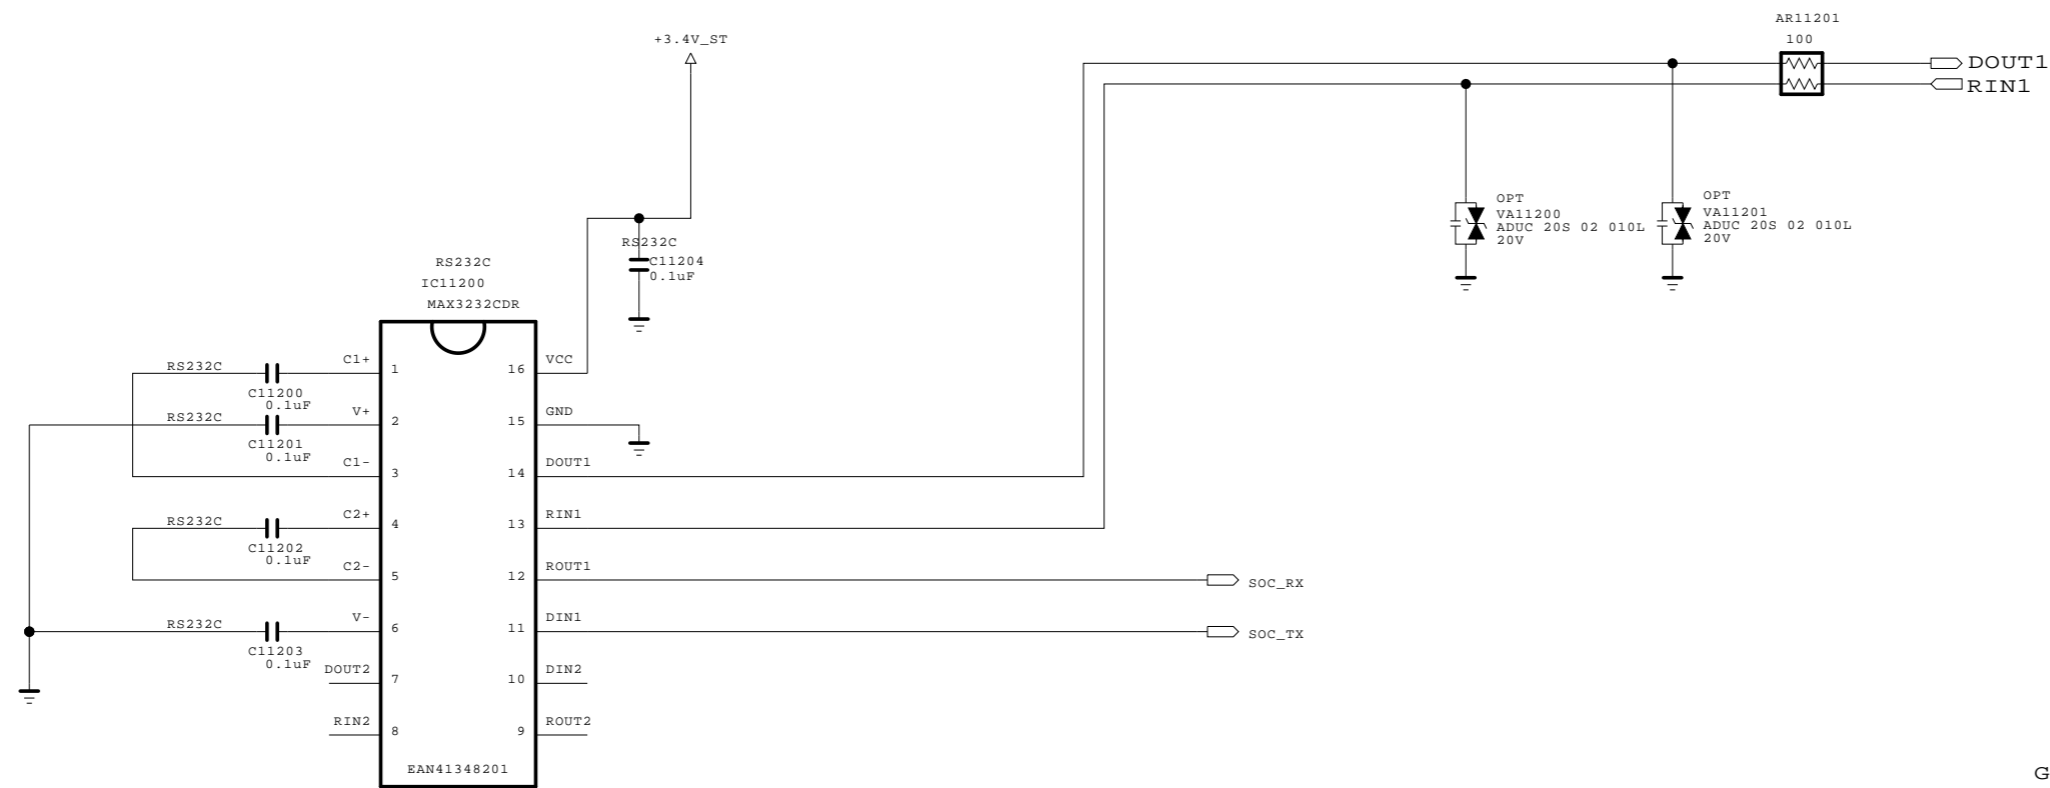 AR11201
100
+3.4V_ST
DOUT1
RIN1
OPT
VA11200
ADUC 20S 02 010L
20V
OPT
VA11201
ADUC 20S 02 010L
20V
RS232C
C11204
0.1uF
RS232C
IC11200
MAX3232CDR
RS232C
C11200
0.1uF
C1+
1
16
VCC
RS232C
C11201
0.1uF
V+
2
15
GND
C1-
3
14
DOUT1
RS232C
C11202
0.1uF
C2+
4
13
RIN1
C2-
5
12
ROUT1
SOC_RX
RS232C
C11203
0.1uF
V-
6
11
DIN1
SOC_TX
DOUT2
7
10
DIN2
RIN2
8
9
ROUT2
EAN41348201
G